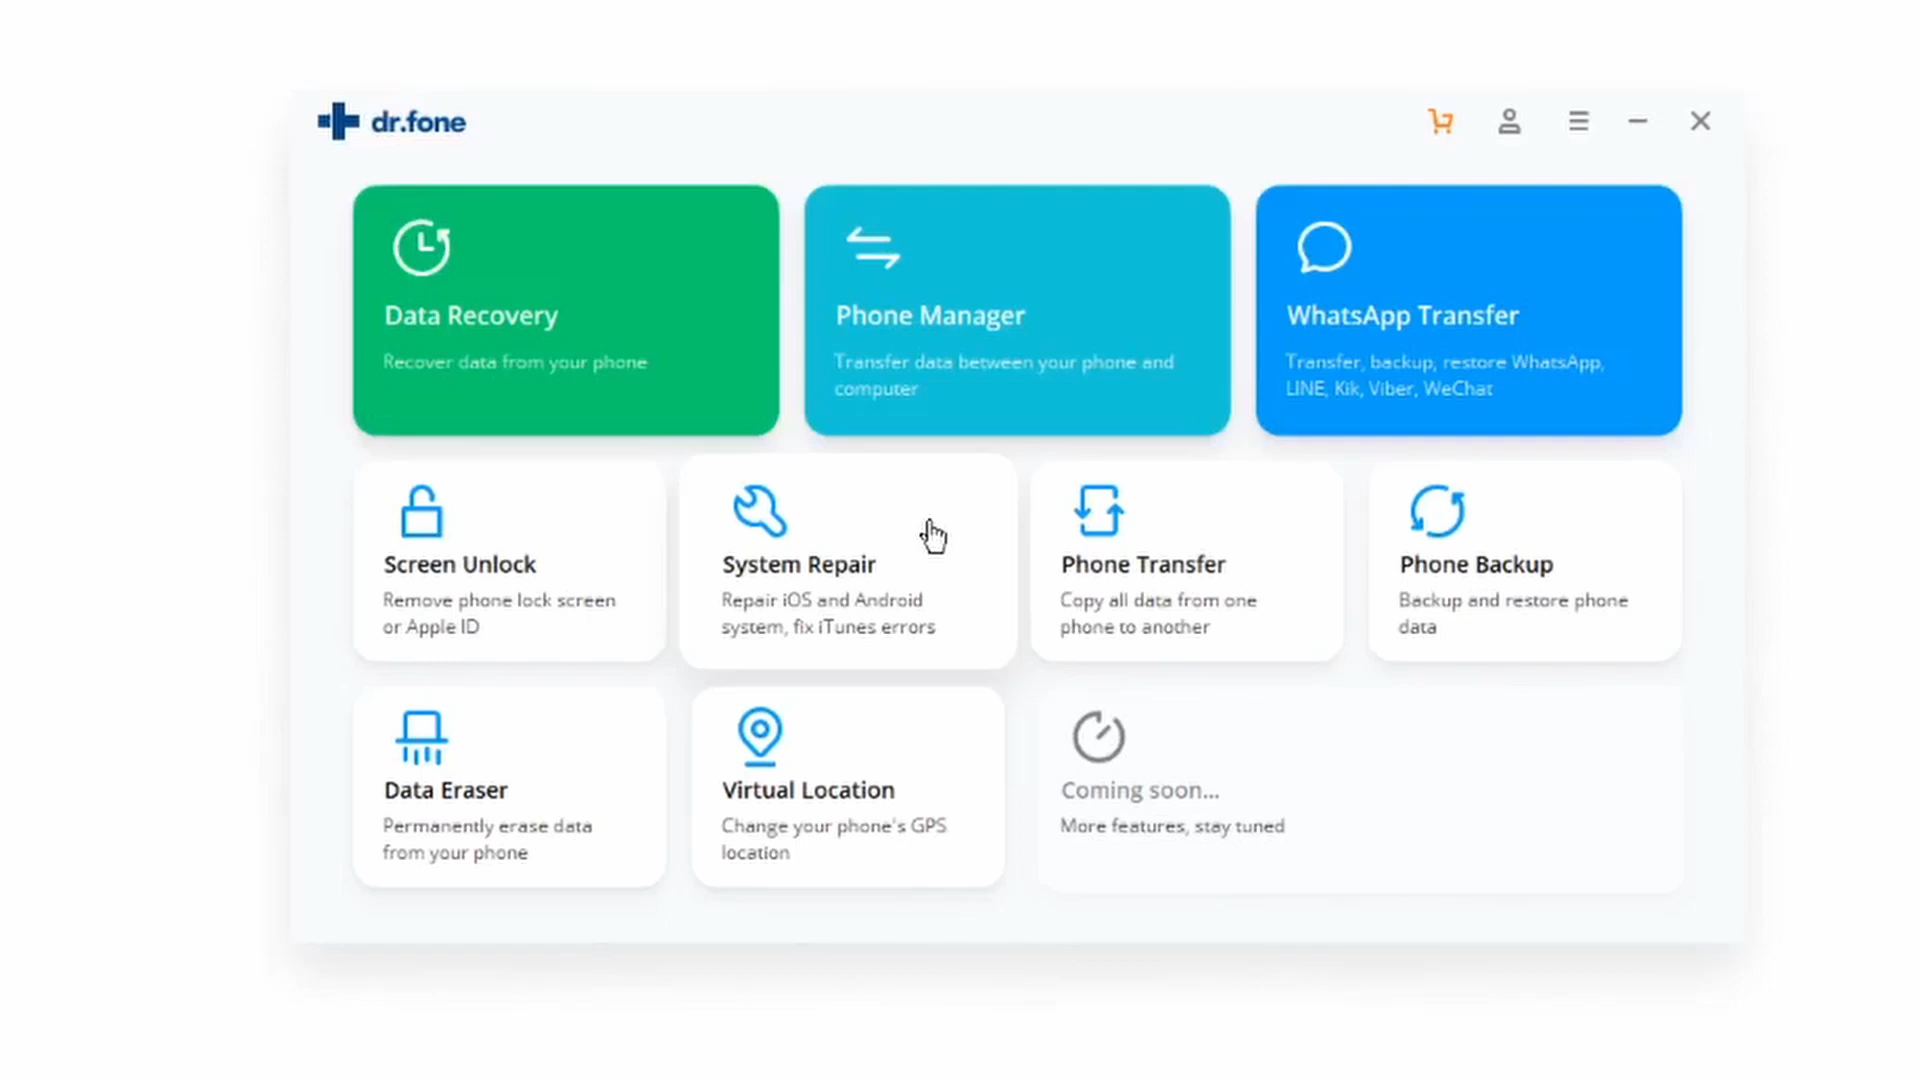 dr.fone
Data Recovery
Recover data from your phone
Phone Manager
Transfer data between your phone and
computer
WhatsApp Transfer
Transfer, backup, restore WhatsApp,
LINE, Kik, Viber, WeChat
Screen Unlock
Remove phone lock screen
or Apple ID
System Repair
Repair iOS and Android
system, fix iTunes errors
Phone Transfer
Copy all data from one
phone to another
Phone Backup
Backup and restore phone
data
Data Eraser
Permanently erase data
from your phone
Virtual Location
Change your phone's GPS
location
Coming soon...
More features, stay tuned